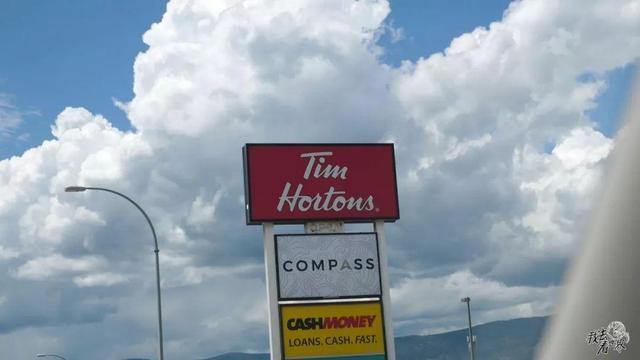 Tim
Hortons
COMPASS
CASHMONEY
LOANS. CASH. FAST.